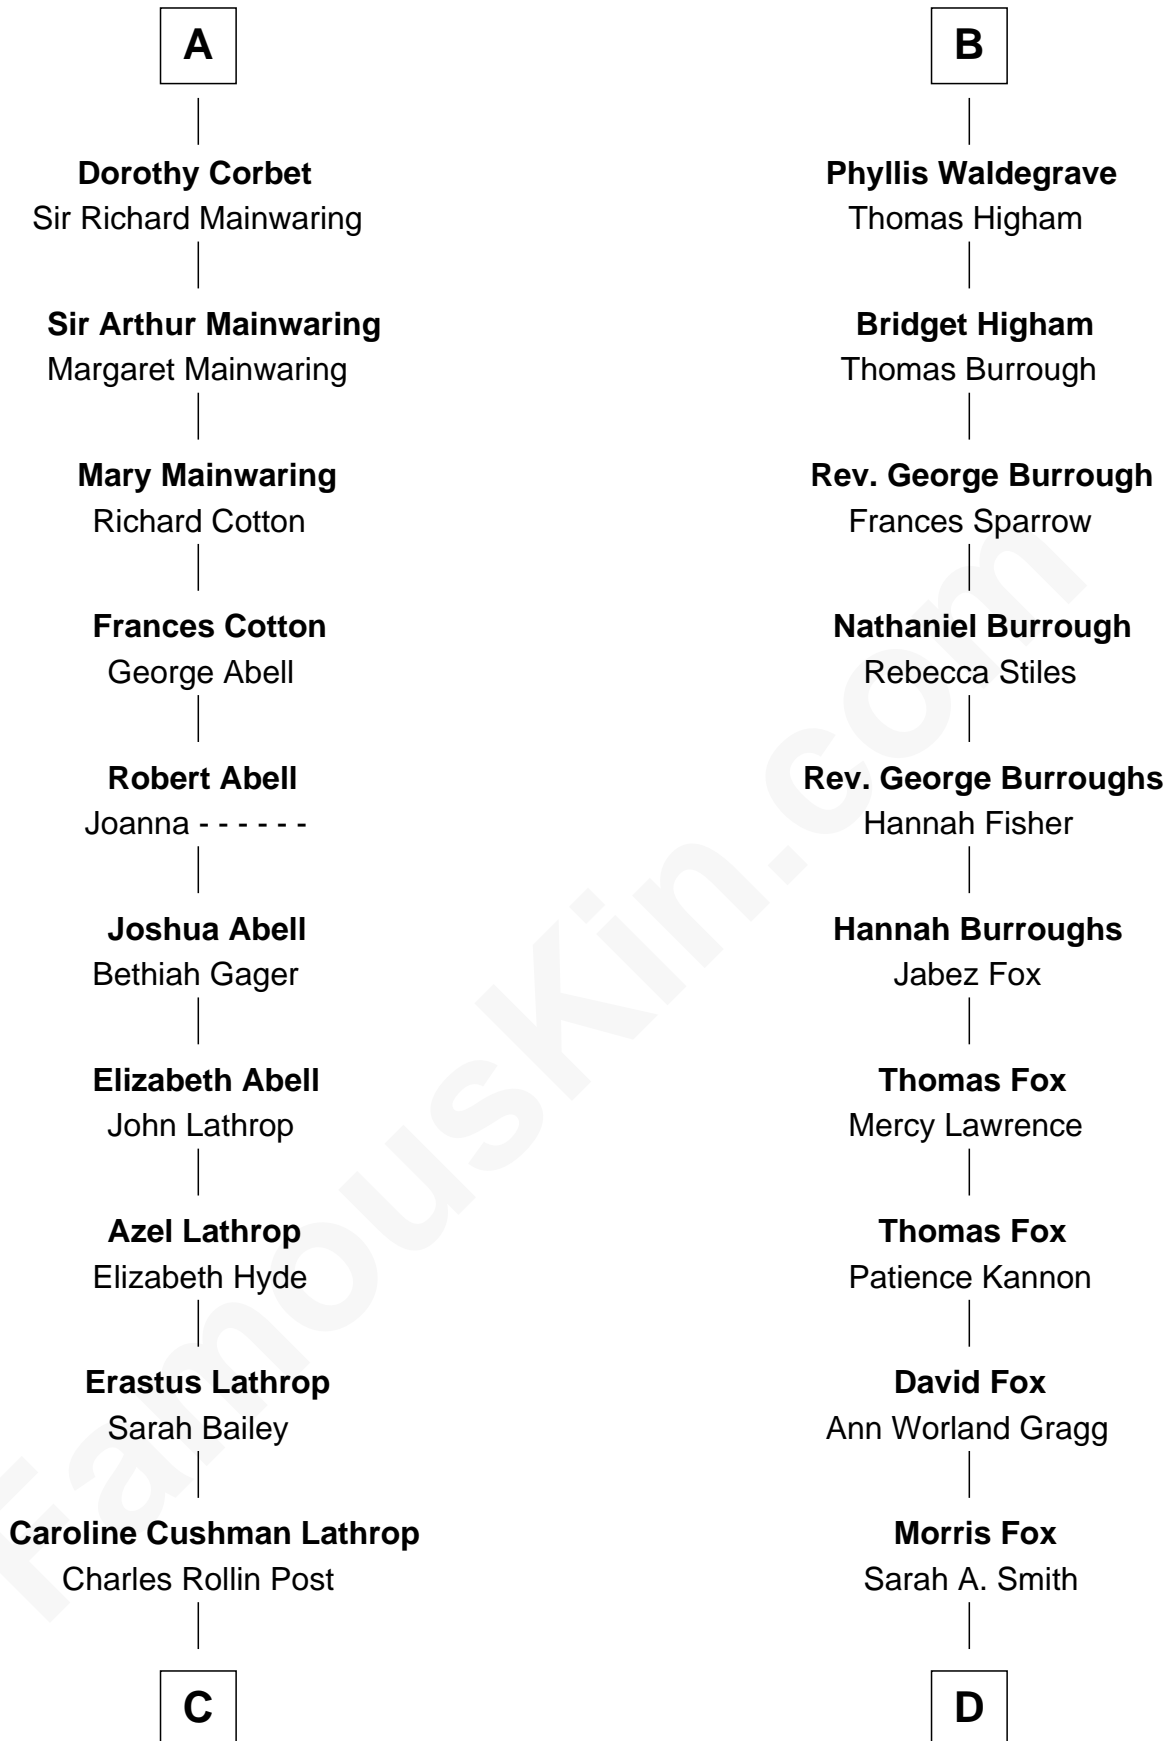 A
Dorothy Corbet
Sir Richard Mainwaring
Sir Arthur Mainwaring
Margaret Mainwaring
Mary Mainwaring
Richard Cotton
Frances Cotton
George Abell
Robert Abell
Joanna - - - - - -
Joshua Abell
Bethiah Gager
Elizabeth Abell
John Lathrop
Azel Lathrop
Elizabeth Hyde
Erastus Lathrop
Sarah Bailey
Caroline Cushman Lathrop
Charles Rollin Post
C
B
Phyllis Waldegrave
Thomas Higham
Bridget Higham
Thomas Burrough
Rev. George Burrough
Frances Sparrow
Nathaniel Burrough
Rebecca Stiles
Rev. George Burroughs
Hannah Fisher
Hannah Burroughs
Jabez Fox
Thomas Fox
Mercy Lawrence
Thomas Fox
Patience Kannon
David Fox
Ann Worland Gragg
Morris Fox
Sarah A. Smith
D
FamousKin.com